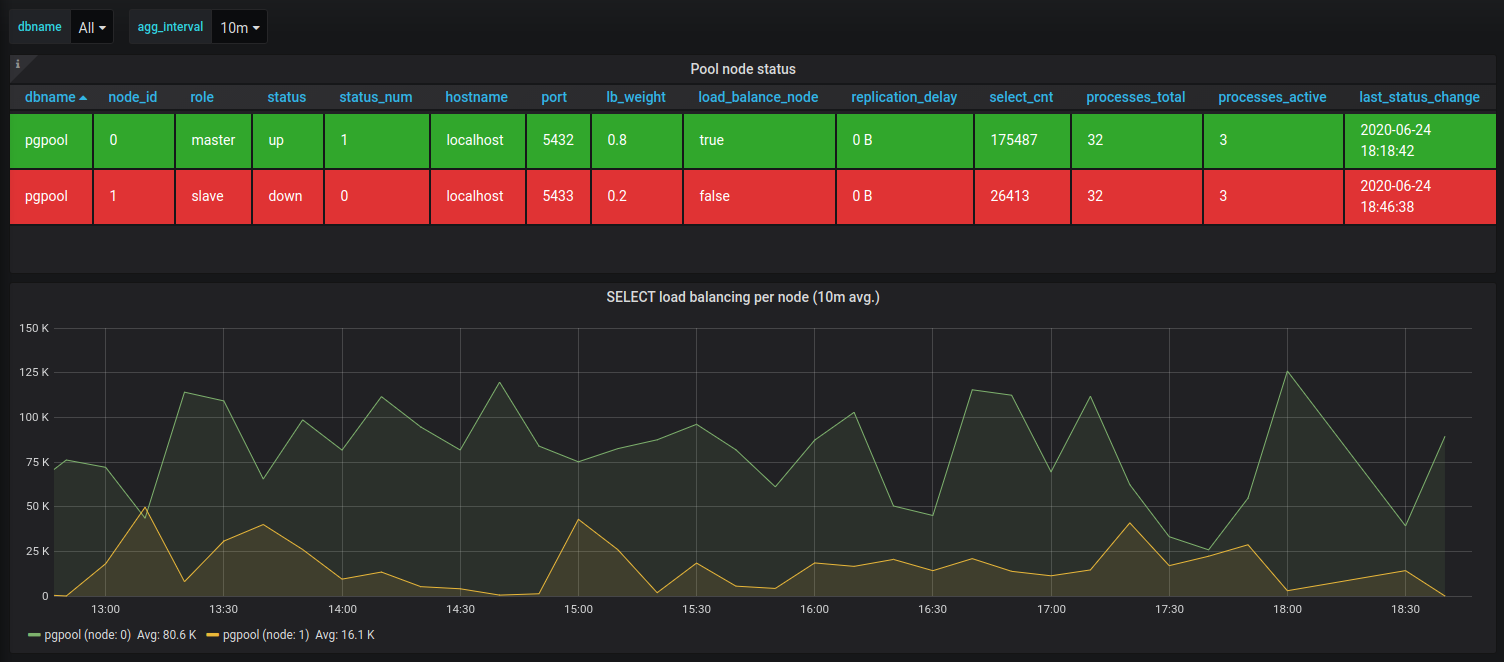 dbname All agg_interval 10m
i
Pool node status
dbname node_id role status status_num hostname port lb_weight load_balance_node replication_delay select_cnt processes_total processes_active last_status_change
pgpool 0 master up 1 localhost 5432 0.8 true 0 B 175487 32 3 2020-06-24
18:18:42
pgpool 1 slave down 0 localhost 5433 0.2 false 0 B 26413 32 3 2020-06-24
18:46:38
SELECT load balancing per node (10m avg.)
150 K
125 K
100 K
75 K
50 K
25 K
0
13:00 13:30 14:00 14:30 15:00 15:30 16:00 16:30 17:00 17:30 18:00 18:30
pgpool (node: 0) Avg: 80.6 K pgpool (node: 1) Avg: 16.1 K